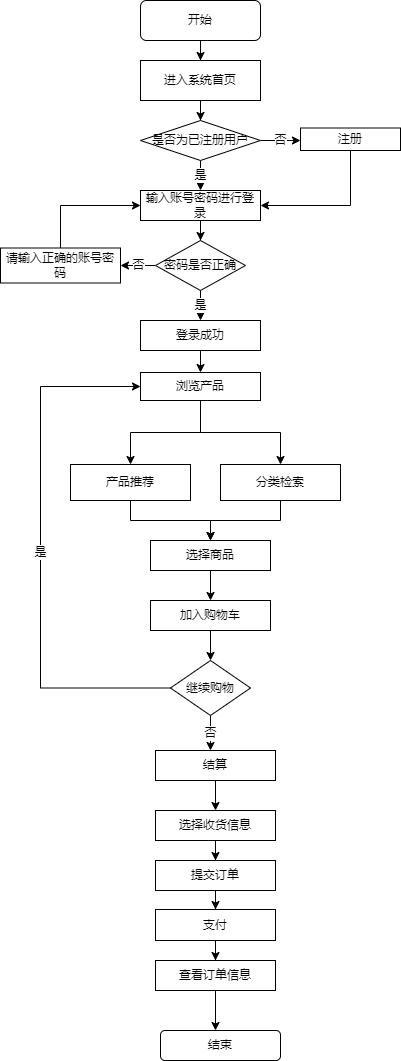 开始
进入系统首页
是否为已注册用户
否
注册
是
输入账号密码进行登
录
请输入正确的账号密
码
否
密码是否正确
是
登录成功
浏览产品
产品推荐
分类检索
是
选择商品
加入购物车
继续购物
否
结算
选择收货信息
提交订单
支付
查看订单信息
结束